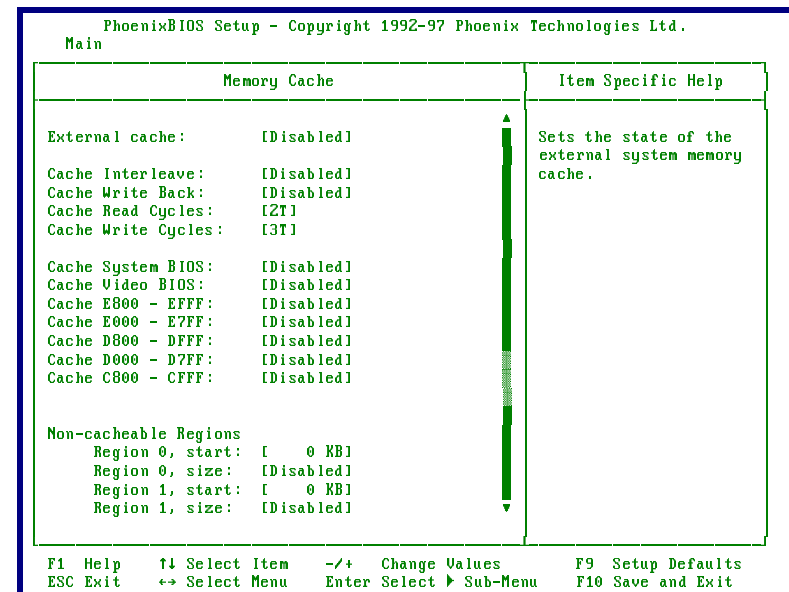 PhoenixBIOS Setup - Copyright 1992-97 Phoenix Technologies Ltd.
Main
Memory Cache
Item Specific Help
External cache: [Disabled]
Cache Interleave: [Disabled]
Cache Write Back: [Disabled]
Cache Read Cycles: [2T]
Cache Write Cycles: [3T]
Cache System BIOS: [Disabled]
Cache Video BIOS: [Disabled]
Cache E800 - EFFF: [Disabled]
Cache E000 - E7FF: [Disabled]
Cache D800 - DFFF: [Disabled]
Cache D000 - D7FF: [Disabled]
Cache C800 - CFFF: [Disabled]
Non-cacheable Regions
Region 0, start: [ 0 KB]
Region 0, size: [Disabled]
Region 1, start: [ 0 KB]
Region 1, size: [Disabled]
Sets the state of the
external system memory
cache.
F1 Help ↑↓ Select Item -/+ Change Values F9 Setup Defaults
ESC Exit ←→ Select Menu Enter Select ▶ Sub-Menu F10 Save and Exit